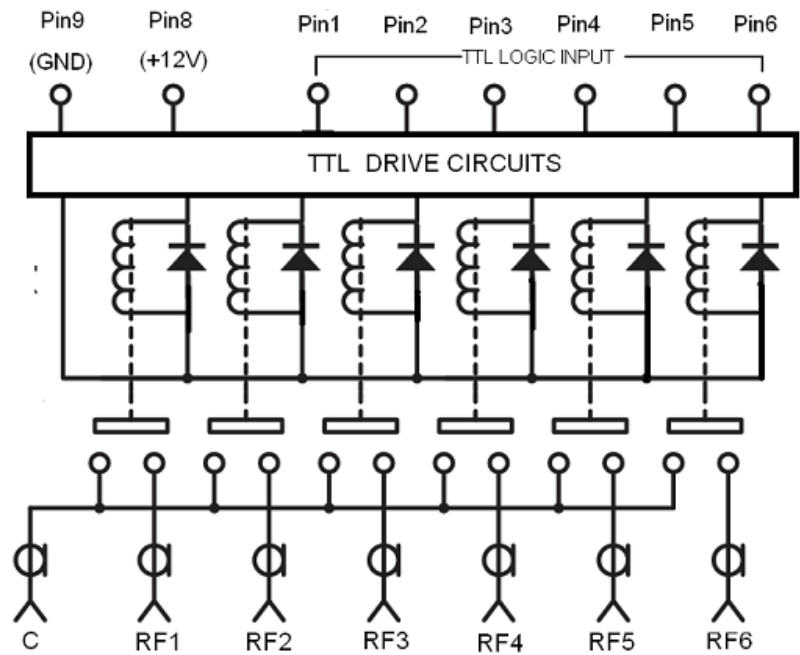 Pin9 Pin8 Pin1 Pin2 Pin3 Pin4 Pin5 Pin6
(GND) (+12V) TTL LOGIC INPUT
TTL DRIVE CIRCUITS
C RF1 RF2 RF3 RF4 RF5 RF6